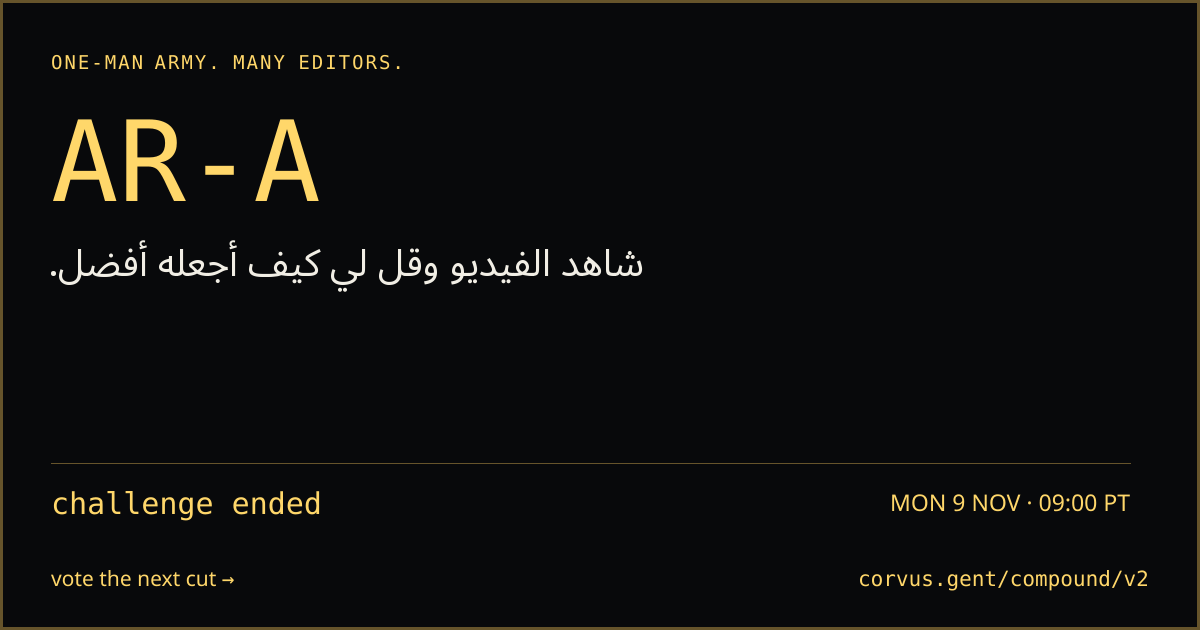 ONE-MAN ARMY. MANY EDITORS.
AR-A
شاهد الفيديو وقل لي كيف أجعله أفضل.
challenge ended
MON 9 NOV · 09:00 PT
vote the next cut →
corvus.gent/compound/v2